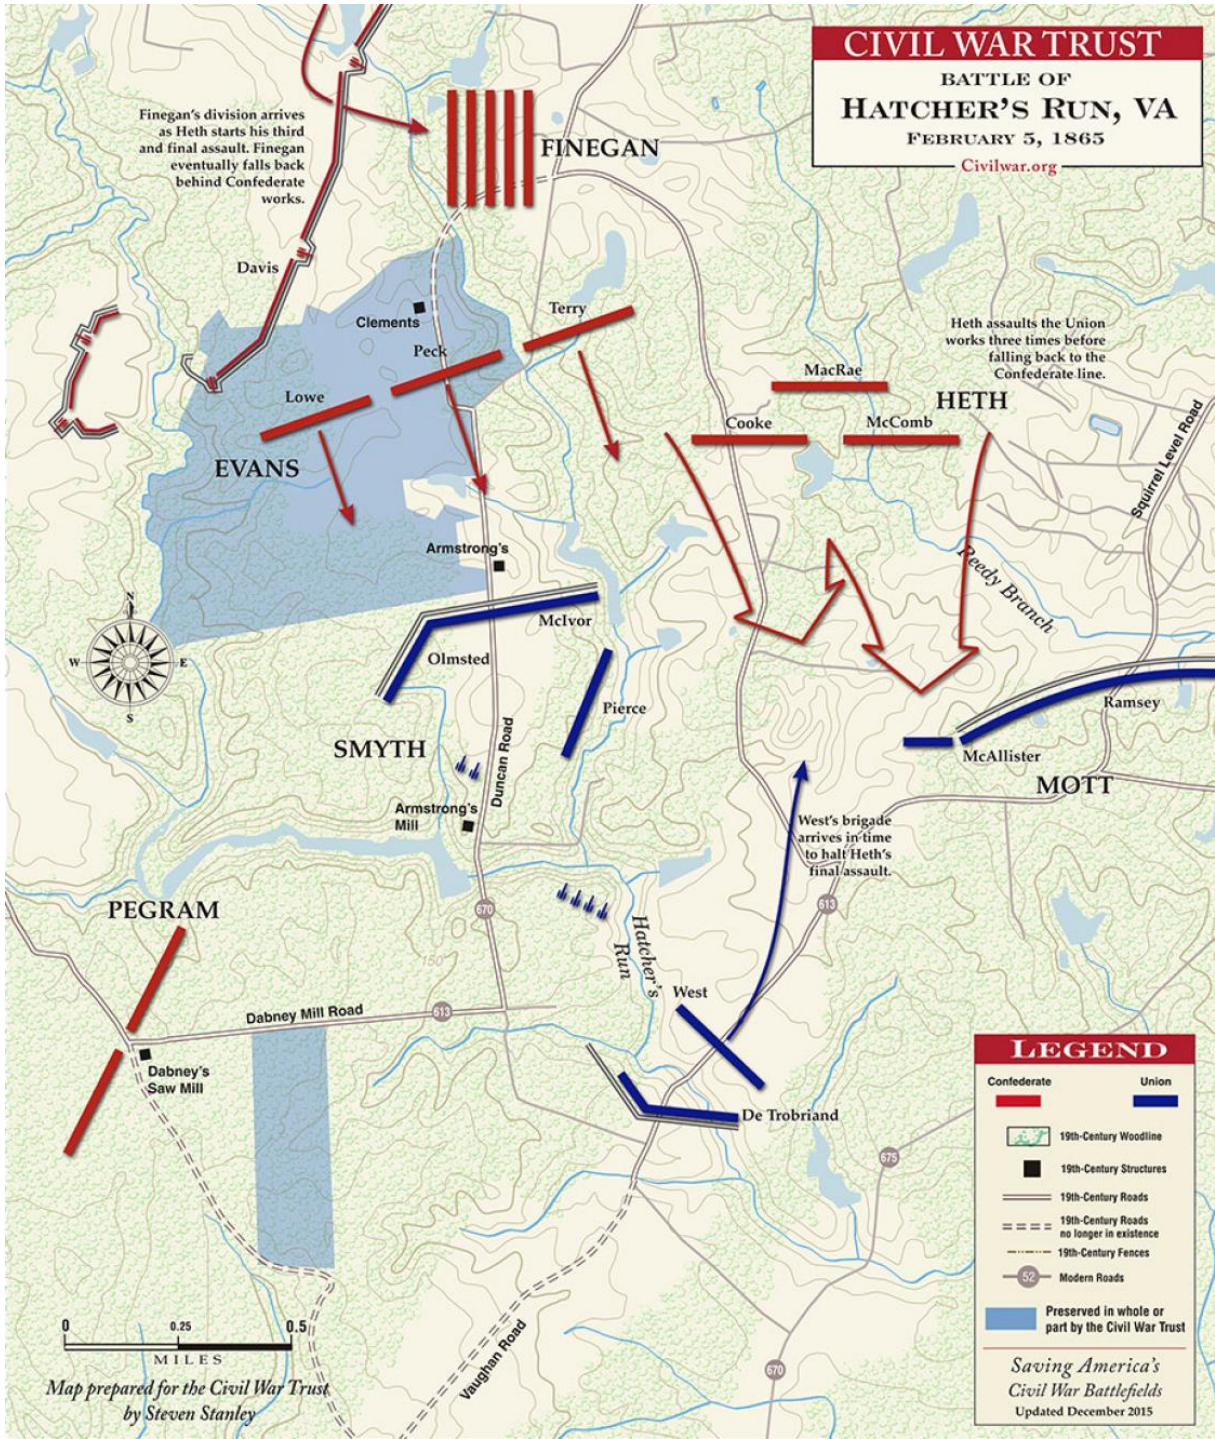 CIVIL WAR TRUST
BATTLE OF
HATCHER'S RUN, VA
FEBRUARY 5, 1865
Civilwar.org
Finegan's division arrives
as Heth starts his third
and final assault. Finegan
eventually falls back
behind Confederate
works.
FINEGAN
Davis
Clements
Terry
Peck
Lowe
EVANS
Heth assaults the Union
works three times before
falling back to the
Confederate line.
MacRae
HETH
Cooke
McComb
Squirrel Level Road
Reedy Branch
Armstrong's
McIvor
Olmsted
N
W
E
S
Pierce
SMYTH
Duncan Road
Ramsey
McAllister
MOTT
Armstrong's
Mill
West's brigade
arrives in time
to halt Heth's
final assault.
PEGRAM
670
613
Hatcher's
Run
150
West
Dabney Mill Road
613
Dabney's
Saw Mill
De Trobriand
675
Vaughan Road
670
LEGEND
Confederate
Union
19th-Century Woodline
19th-Century Structures
19th-Century Roads
19th-Century Roads
no longer in existence
19th-Century Fences
52
Modern Roads
Preserved in whole or
part by the Civil War Trust
Saving America's
Civil War Battlefields
Updated December 2015
0
0.25
0.5
MILES
Map prepared for the Civil War Trust
by Steven Stanley